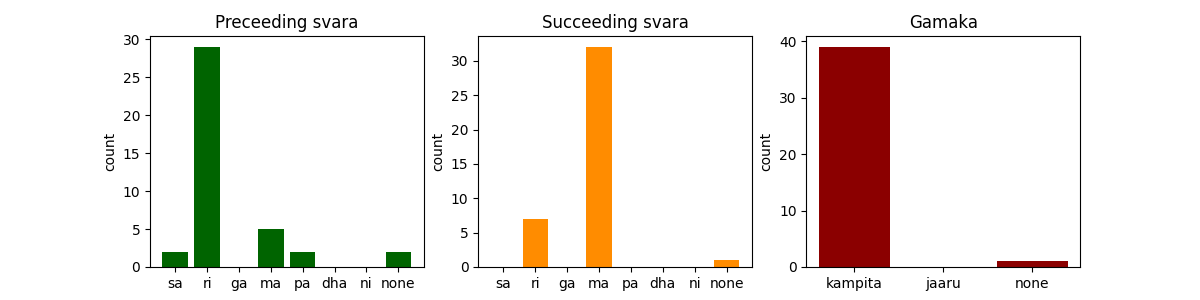 Preceeding svara
count
30
25
20
15
10
5
0
sa ri ga ma pa dha ni none
Succeeding svara
count
30
25
20
15
10
5
0
sa ri ga ma pa dha ni none
Gamaka
count
40
30
20
10
0
kampita jaaru none